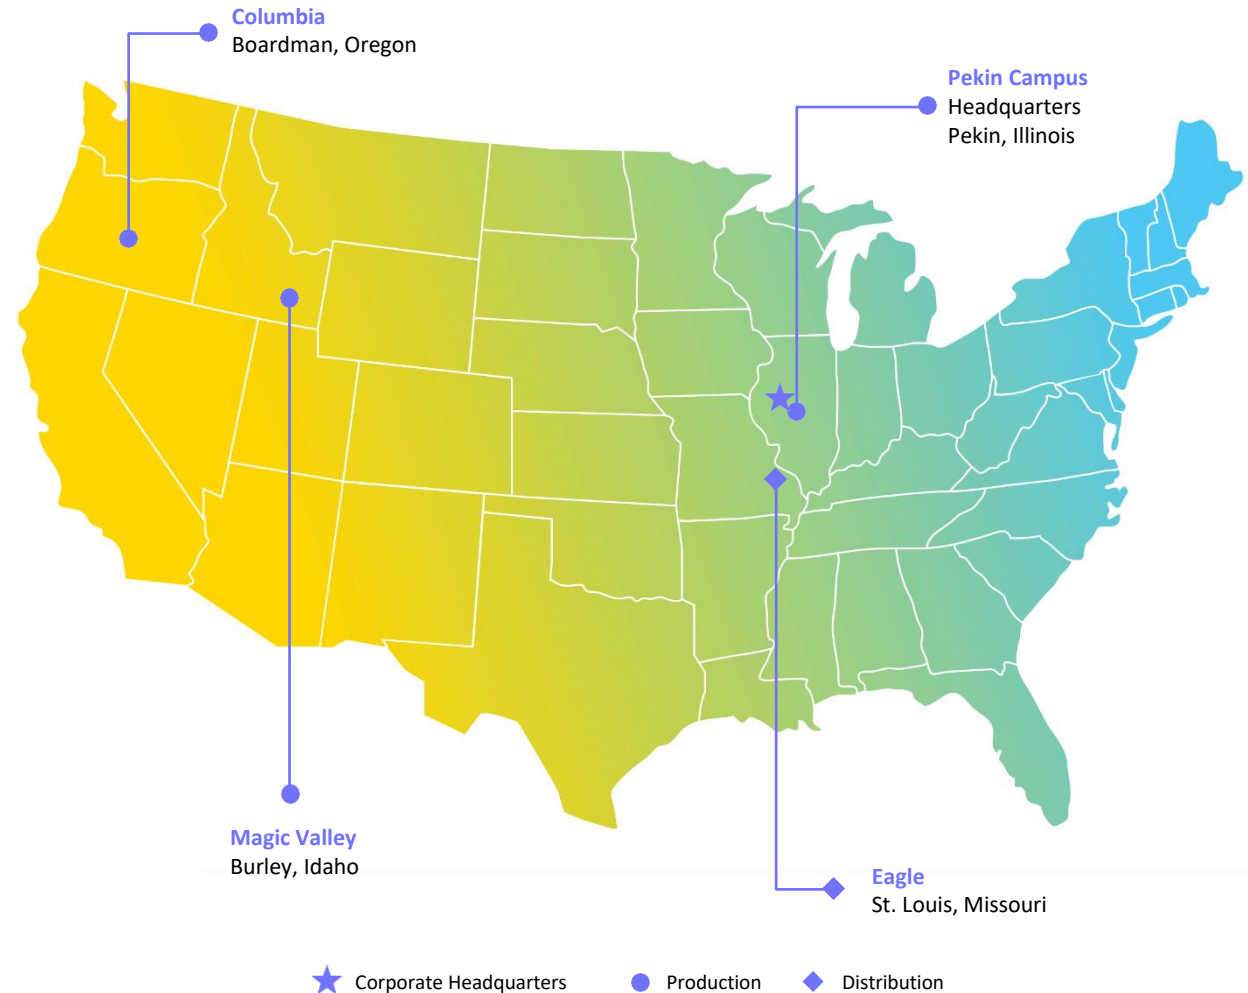 Columbia
Boardman, Oregon
Pekin Campus
Headquarters
Pekin, Illinois
Magic Valley
Burley, Idaho
Eagle
St. Louis, Missouri
Corporate Headquarters
Production
Distribution